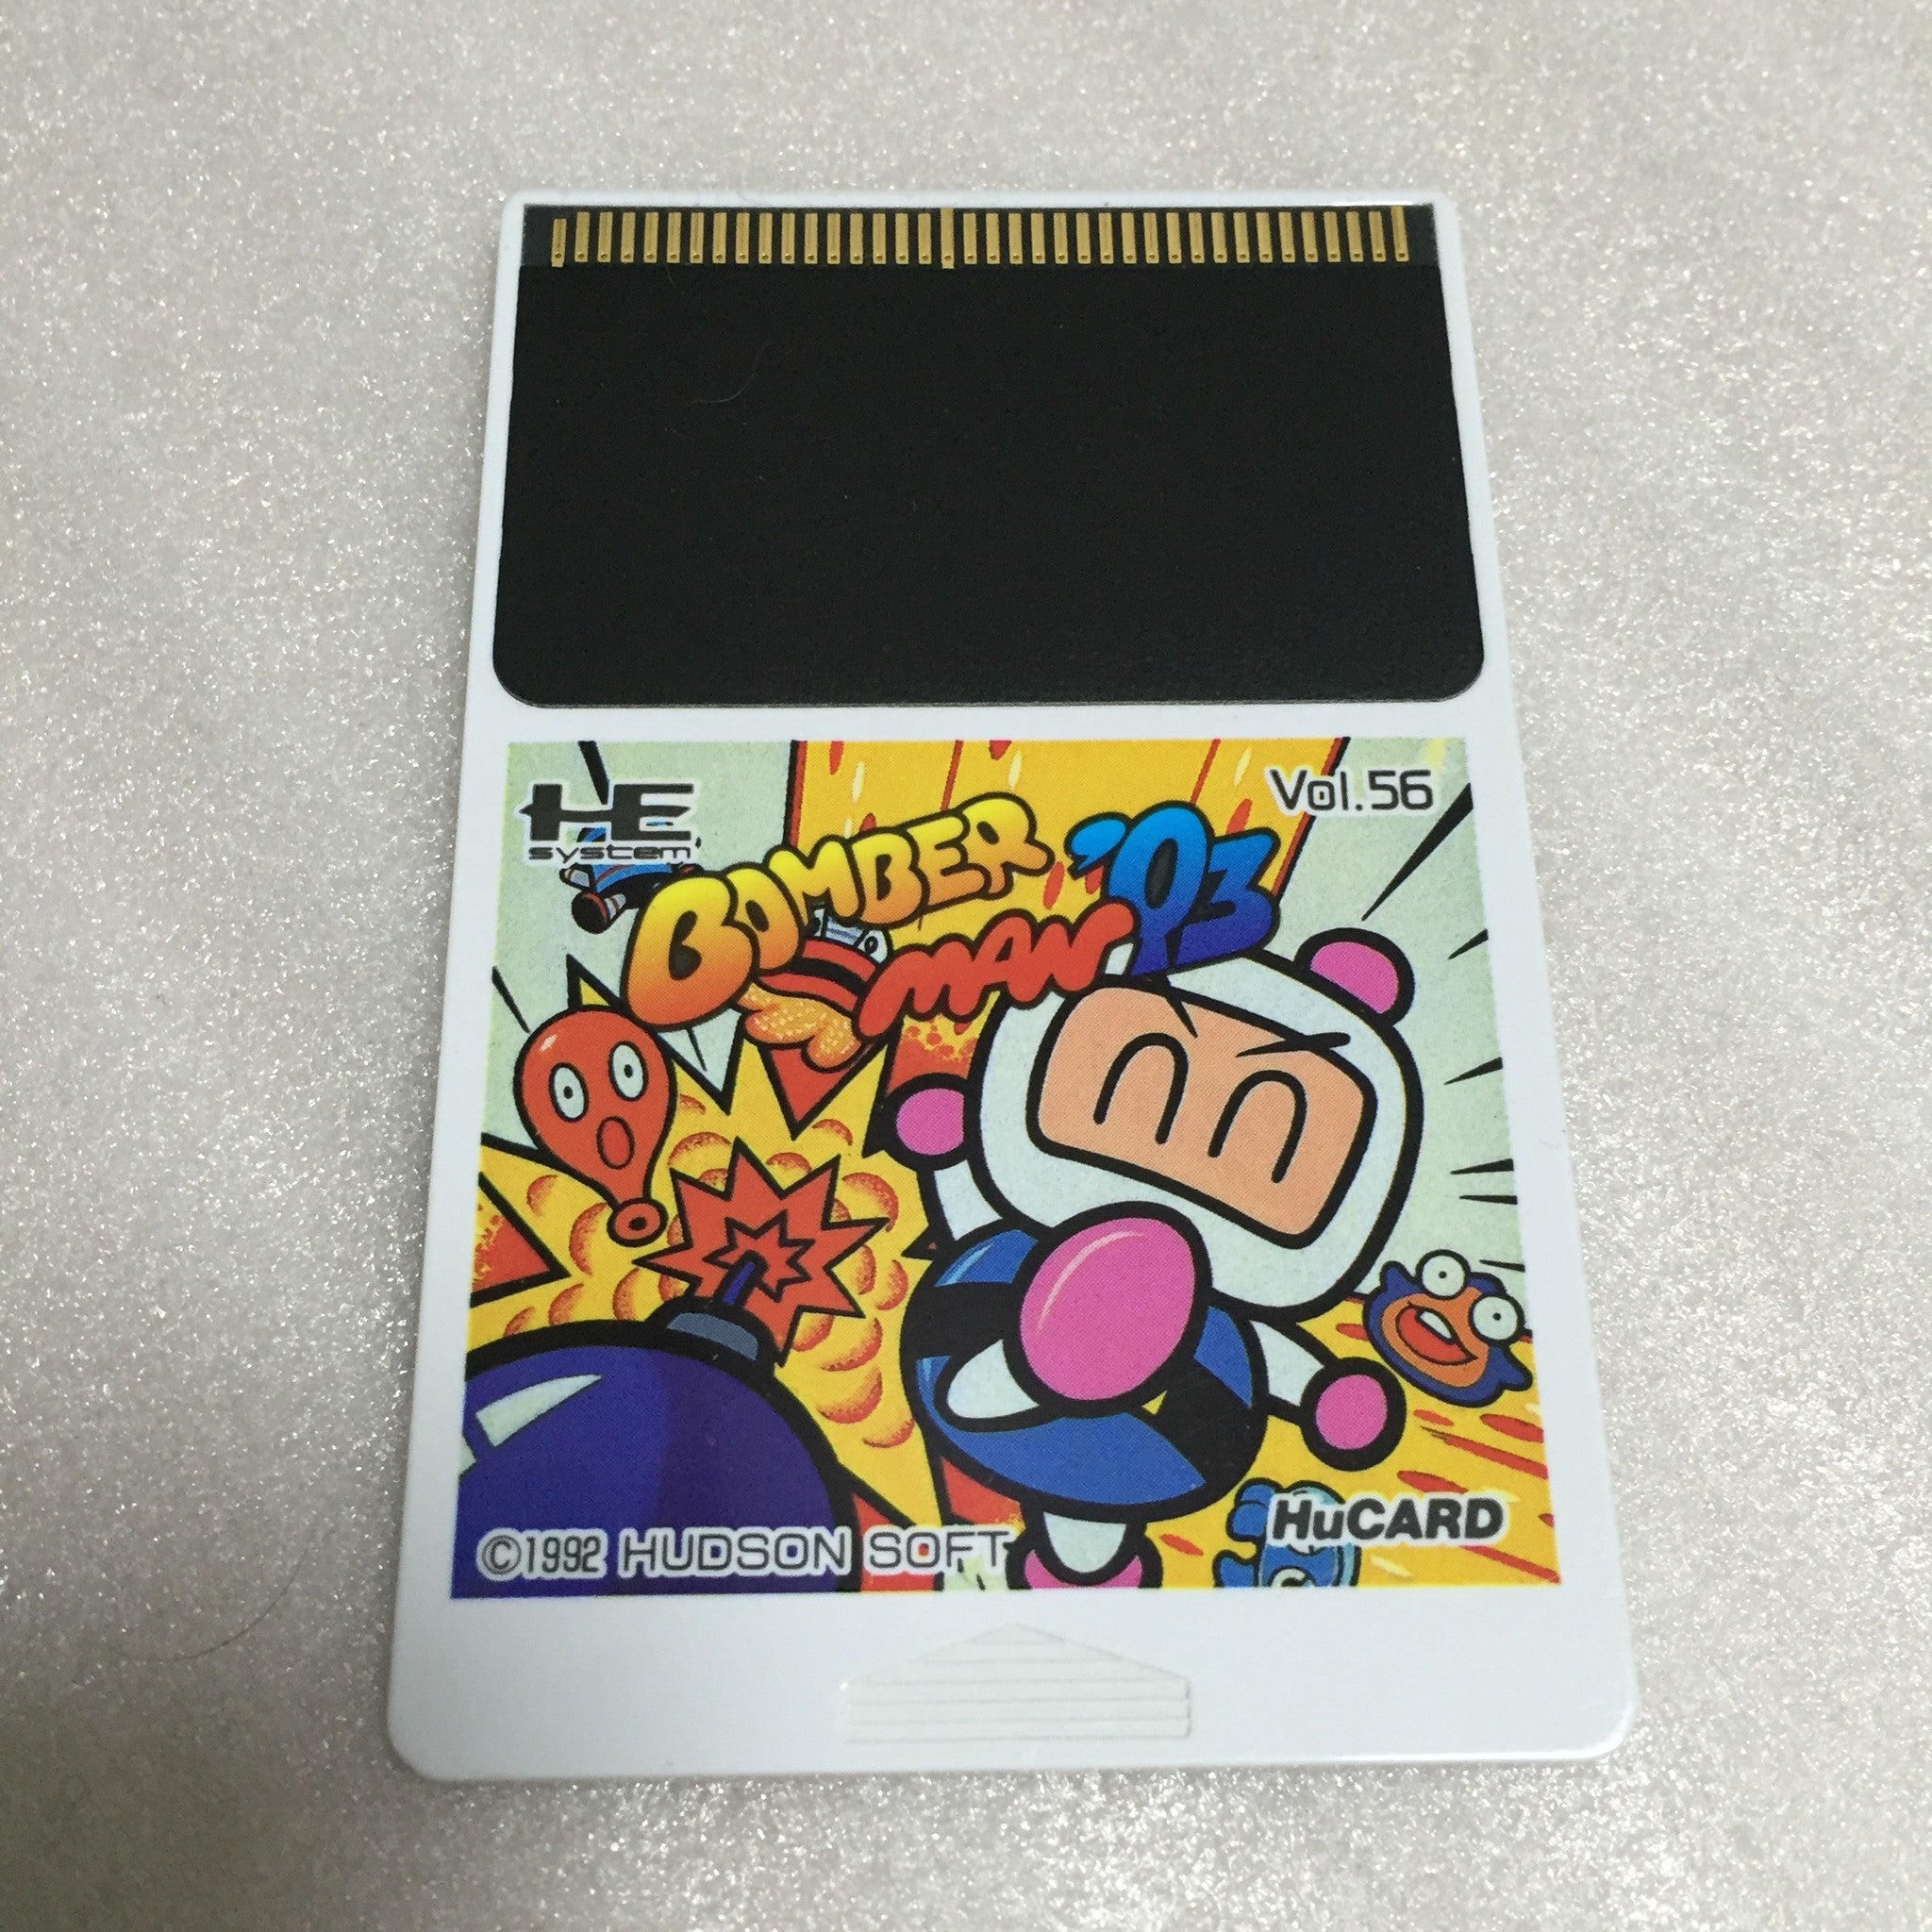 HE
system
Vol.56
BOMBER
MAN '93
HuCARD
©1992 HUDSON SOFT